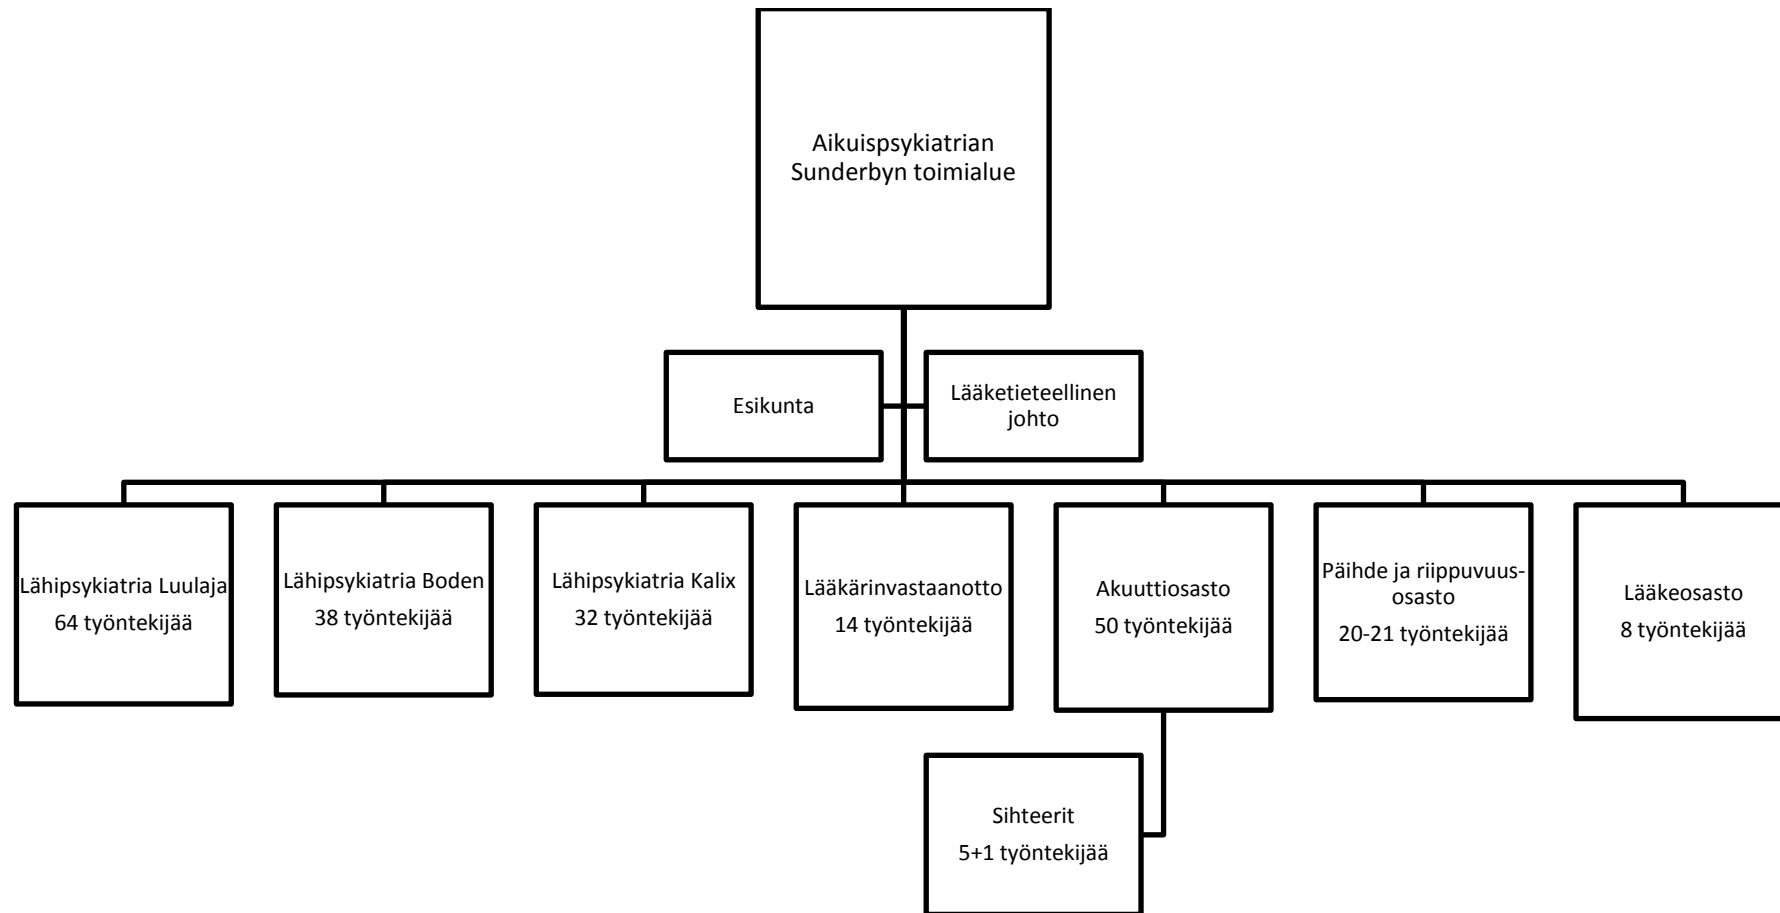 Aikuispsykiatrian
Sunderbyn toimialue
Esikunta
Lääketieteellinen
johto
Lähipsykiatria Luulaja
64 työntekijää
Lähipsykiatria Boden
38 työntekijää
Lähipsykiatria Kalix
32 työntekijää
Lääkärinvastaanotto
14 työntekijää
Akuuttiosasto
50 työntekijää
Päihde ja riippuvuus-
osasto
20-21 työntekijää
Lääkeosasto
8 työntekijää
Sihteerit
5+1 työntekijää